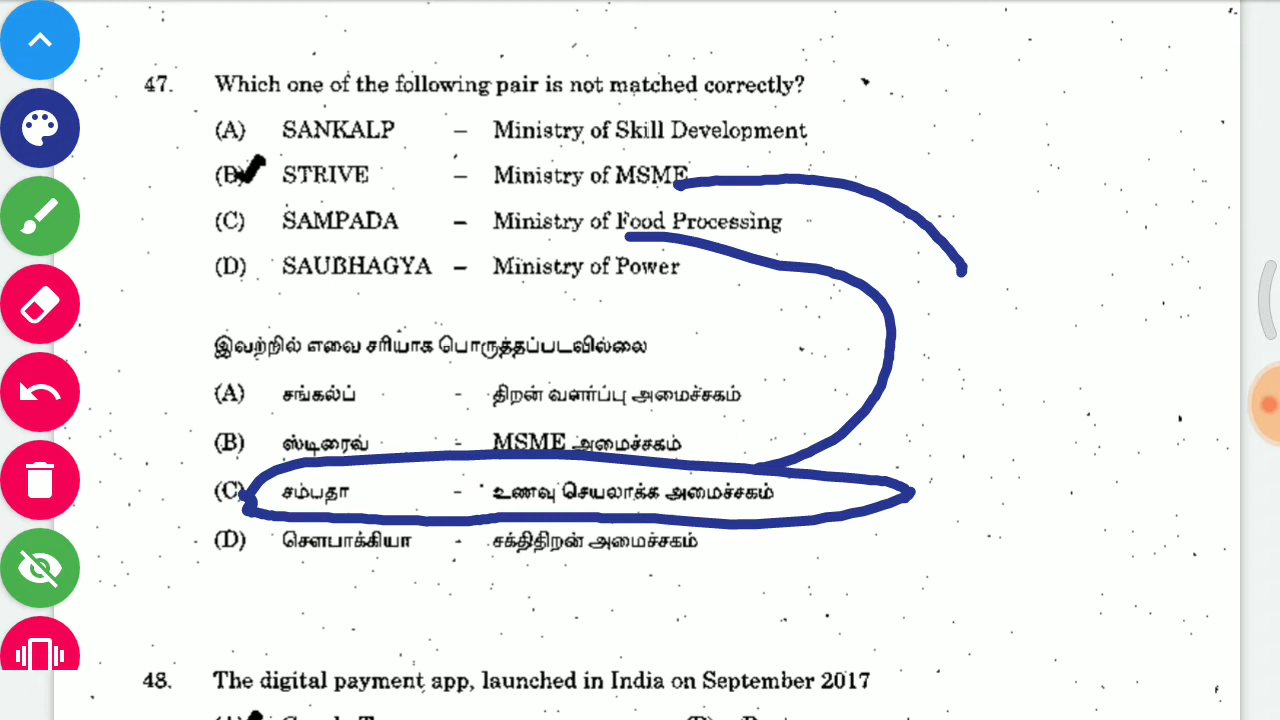 47. Which one of the following pair is not matched correctly?
(A) SANKALP – Ministry of Skill Development
(B) STRIVE – Ministry of MSME
(C) SAMPADA – Ministry of Food Processing
(D) SAUBHAGYA – Ministry of Power
இவற்றில் எவை சரியாக பொருத்தப்படவில்லை
(A) சங்கல்ப் - திறன் வளர்ப்பு அமைச்சகம்
(B) ஸ்டிரைவ் - MSME அமைச்சகம்
(C) சம்பதா - உணவு செயலாக்க அமைச்சகம்
(D) சௌபாக்கியா - சக்திதிறன் அமைச்சகம்
48. The digital payment app, launched in India on September 2017